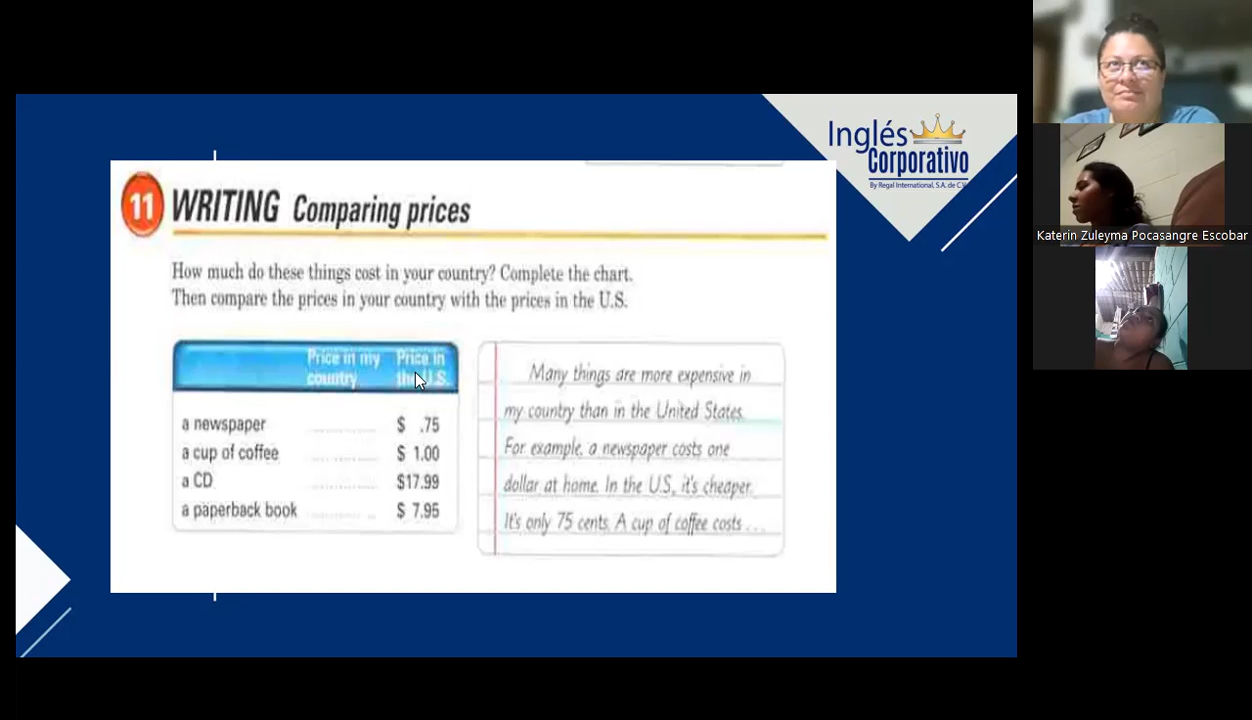 Inglés
Corporativo
By Regal International, S.A. de C.V.
11 WRITING Comparing prices
How much do these things cost in your country? Complete the chart.
Then compare the prices in your country with the prices in the U.S.
Price in my country
Price in the U.S.
a newspaper ............ $ .75
a cup of coffee ............ $ 1.00
a CD ............ $17.99
a paperback book ............ $ 7.95
Many things are more expensive in
my country than in the United States.
For example, a newspaper costs one
dollar at home. In the U.S., it's cheaper.
It's only 75 cents. A cup of coffee costs ...
Katerin Zuleyma Pocasangre Escobar